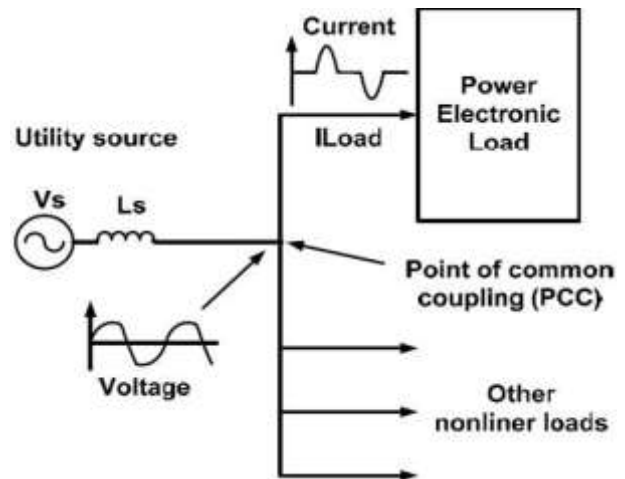 Current
Power
Electronic
Load
ILoad
Utility source
Vs
Ls
Point of common
coupling (PCC)
Voltage
Other
nonliner loads